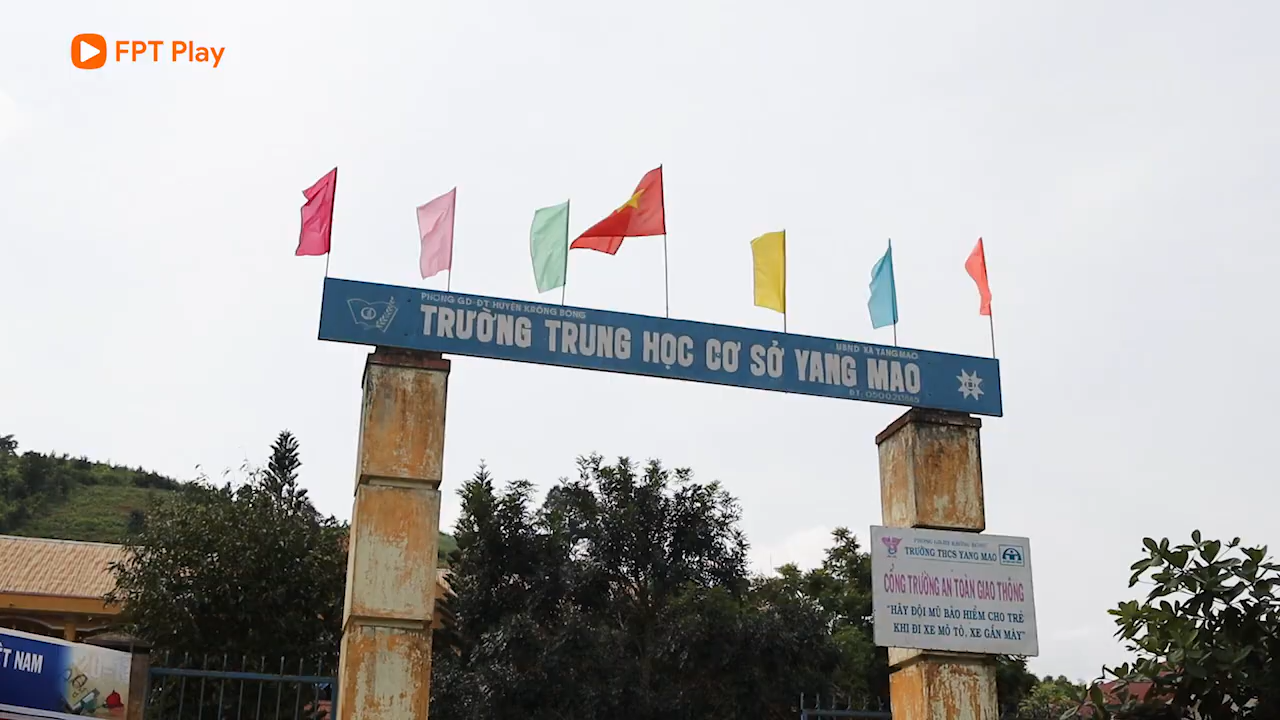 FPT Play
PHÒNG GD-ĐT HUYỆN KRÔNG BÔNG
TRƯỜNG TRUNG HỌC CƠ SỞ YANG MAO
UBND XÃ YANG MAO
ĐT:
PHÒNG GD&ĐT KRÔNG BÔNG
TRƯỜNG THCS YANG MAO
CỔNG TRƯỜNG AN TOÀN GIAO THÔNG
"HÃY ĐỘI MŨ BẢO HIỂM CHO TRẺ
KHI ĐI XE MÔ TÔ, XE GẮN MÁY"
ỆT NAM